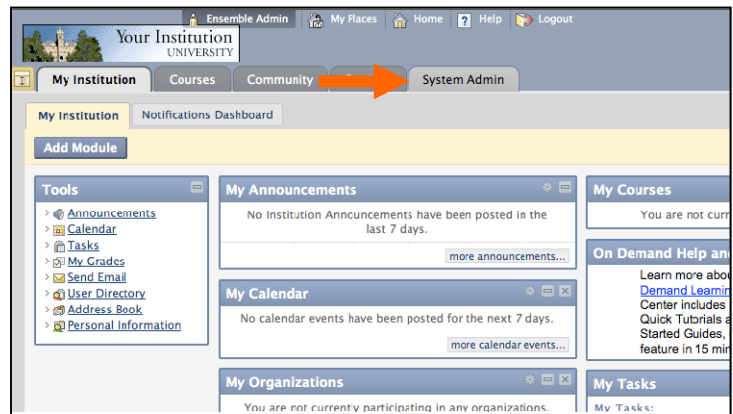 Ensemble Admin My Places Home ? Help Logout
Your Institution
UNIVERSITY
My Institution Courses Community System Admin
My Institution Notifications Dashboard
Add Module
Tools
Announcements
Calendar
Tasks
My Grades
Send Email
User Directory
Address Book
Personal Information
My Announcements
No Institution Anncuncements have been posted in the
last 7 days.
more announcements...
My Calendar
No calendar events have been posted for the next 7 days.
more calendar events...
My Organizations
You are not currently participating in any organizations.
My Courses
You are not curr
On Demand Help an
Learn more abou
Demand Learnin
Center includes
Quick Tutorials a
Started Guides,
feature in 15 min
My Tasks
My Tasks: